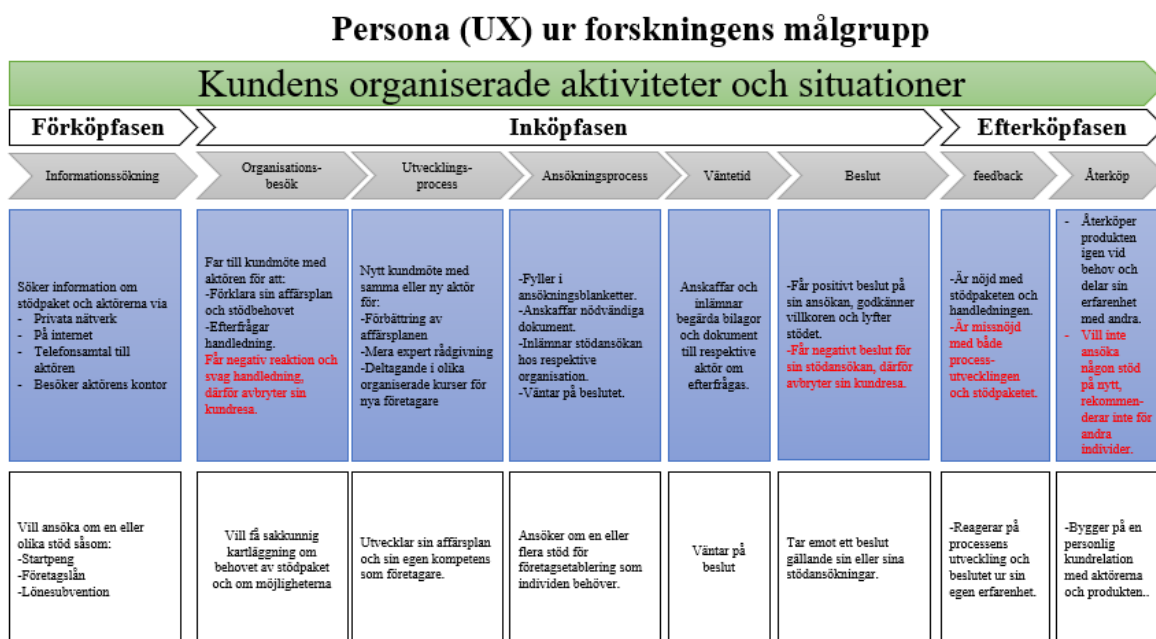 Persona (UX) ur forskningens målgrupp
Kundens organiserade aktiviteter och situationer
Förköpfasen
Inköpfasen
Efterköpfasen
Informationssökning
Organisations-
besök
Utvecklings-
process
Ansökningsprocess
Väntetid
Beslut
feedback
Återköp
Söker information om
stödpaket och aktörerna via
- Privata nätverk
- På internet
- Telefonsamtal till
aktören
- Besöker aktörens kontor
Far till kundmöte med
aktören för att:
-Förklara sin affärsplan
och stödbehovet
-Efterfrågar
handledning.
Får negativ reaktion och
svag handledning,
därför avbryter sin
kundresa.
Nytt kundmöte med
samma eller ny aktör
för:
-Förbättring av
affärsplanen
-Mera expert rådgivning
-Deltagande i olika
organiserade kurser för
nya företagare
-Fyller i
ansökningsblanketter.
-Anskaffar nödvändiga
dokument.
-Inlämnar stödansökan
hos respektive
organisation.
-Väntar på beslutet.
Anskaffar och
inlämnar
begärda bilagor
och dokument
till respektive
aktör om
efterfrågas.
-Får positivt beslut på
sin ansökan, godkänner
villkoren och lyfter
stödet.
-Får negativt beslut för
sin stödansökan, därför
avbryter sin kundresa.
-Är nöjd med
stödpaketen och
handledningen.
-Är missnöjd
med både
process-
utvecklingen
och stödpaketet.
- Återköper
produkten
igen vid
behov och
delar sin
erfarenhet
med andra.
- Vill inte
ansöka
någon stöd
på nytt,
rekommen-
derar inte för
andra
individer.
Vill ansöka om en eller
olika stöd såsom:
-Startpeng
-Företagslån
-Lönesubvention
Vill få sakkunnig
kartläggning om
behovet av stödpaket
och om möjligheterna
Utvecklar sin affärsplan
och sin egen kompetens
som företagare.
Ansöker om en eller
flera stöd för
företagsetablering som
individen behöver.
Väntar på
beslut
Tar emot ett beslut
gällande sin eller sina
stödansökningar.
-Reagerar på
processens
utveckling och
beslutet ur sin
egen erfarenhet.
-Bygger på en
personlig
kundrelation
med aktörerna
och produkten..